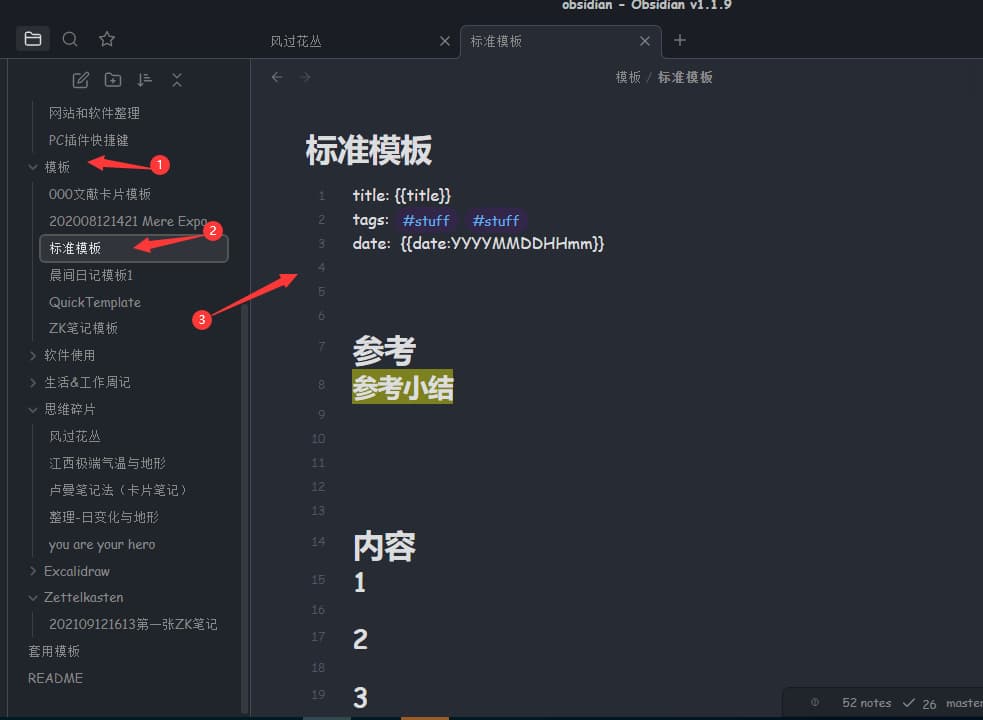 obsidian - Obsidian v1.1.9
风过花丛
标准模板
模板 / 标准模板
网站和软件整理
PC插件快捷键
模板
1
000文献卡片模板
202008121421 Mere Expo
2
标准模板
晨间日记模板1
QuickTemplate
3
ZK笔记模板
软件使用
生活&工作周记
思维碎片
风过花丛
江西极端气温与地形
卢曼笔记法（卡片笔记）
整理-日变化与地形
you are your hero
Excalidraw
Zettelkasten
202109121613第一张ZK笔记
套用模板
README
标准模板
1 title: {{title}}
2 tags: #stuff #stuff
3 date: {{date:YYYYMMDDHHmm}}
4
5
6
7 参考
8 参考小结
9
10
11
12
13
14 内容
15 1
16
17 2
18
19 3
52 notes 26 master